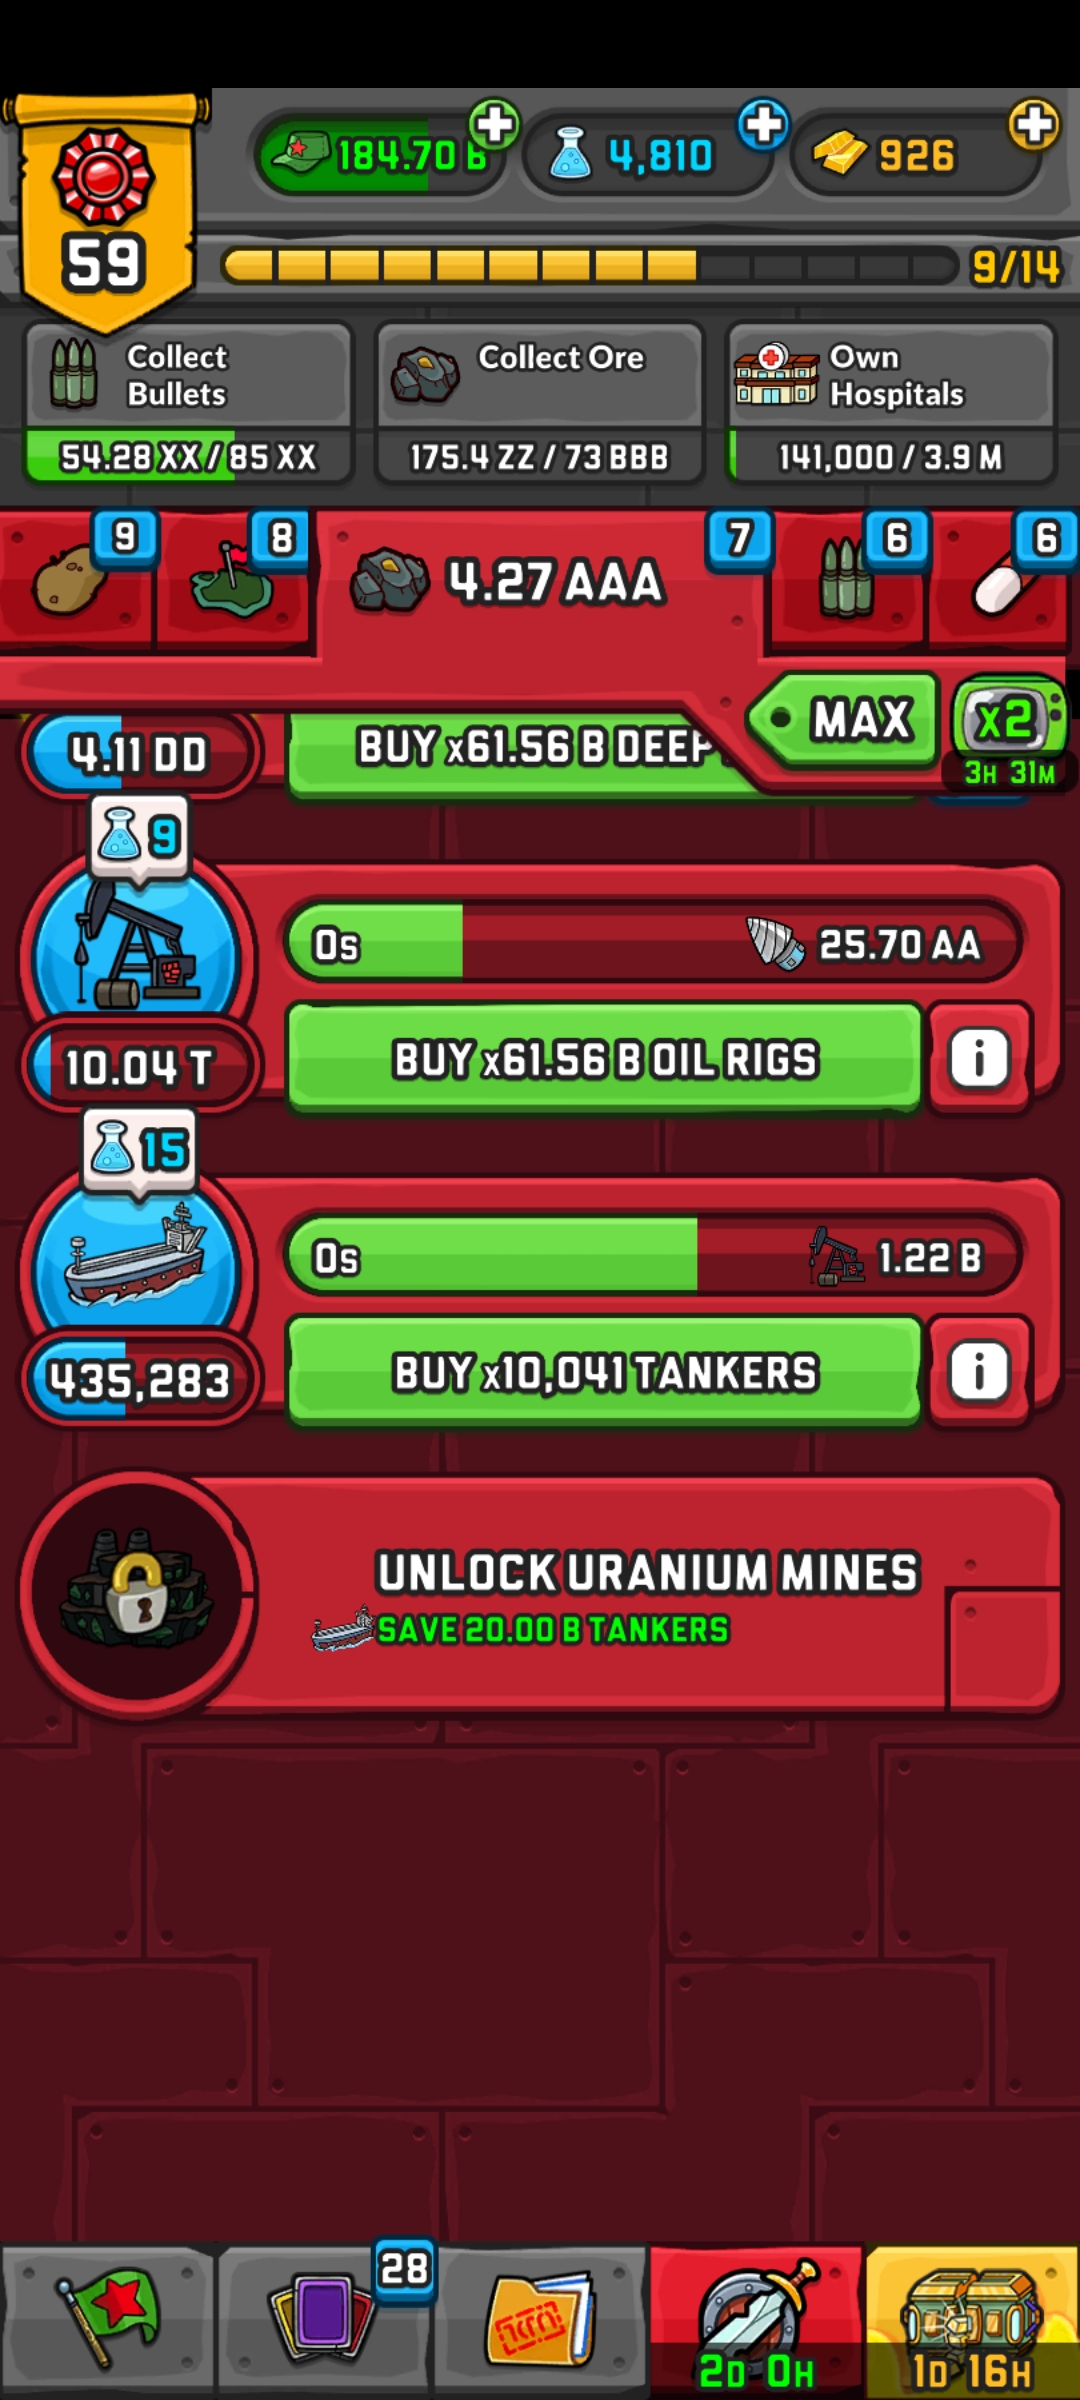 184.70 B
4,810
926
59
9/14
Collect
Bullets
Collect Ore
Own
Hospitals
54.28 XX / 85 XX
175.4 ZZ / 73 BBB
141,000 / 3.9 M
9
8
4.27 AAA
7
6
6
MAX
x2
3H 31M
4.11 DD
BUY x61.56 B DEEP
9
0s
25.70 AA
10.04 T
BUY x61.56 B OIL RIGS
i
15
0s
1.22 B
435,283
BUY x10,041 TANKERS
i
UNLOCK URANIUM MINES
SAVE 20.00 B TANKERS
28
2D 0H
1D 16H